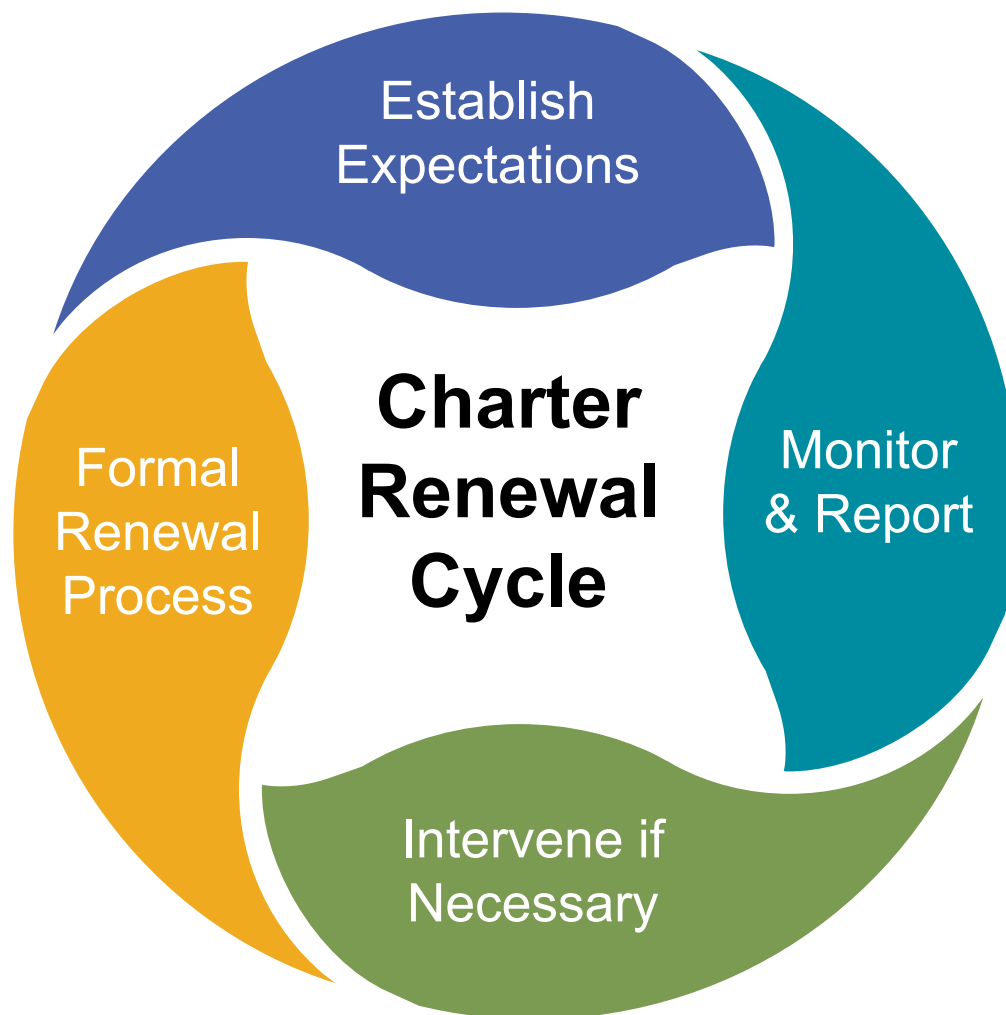 Establish
Expectations
Monitor
& Report
Intervene if
Necessary
Formal
Renewal
Process
Charter
Renewal
Cycle